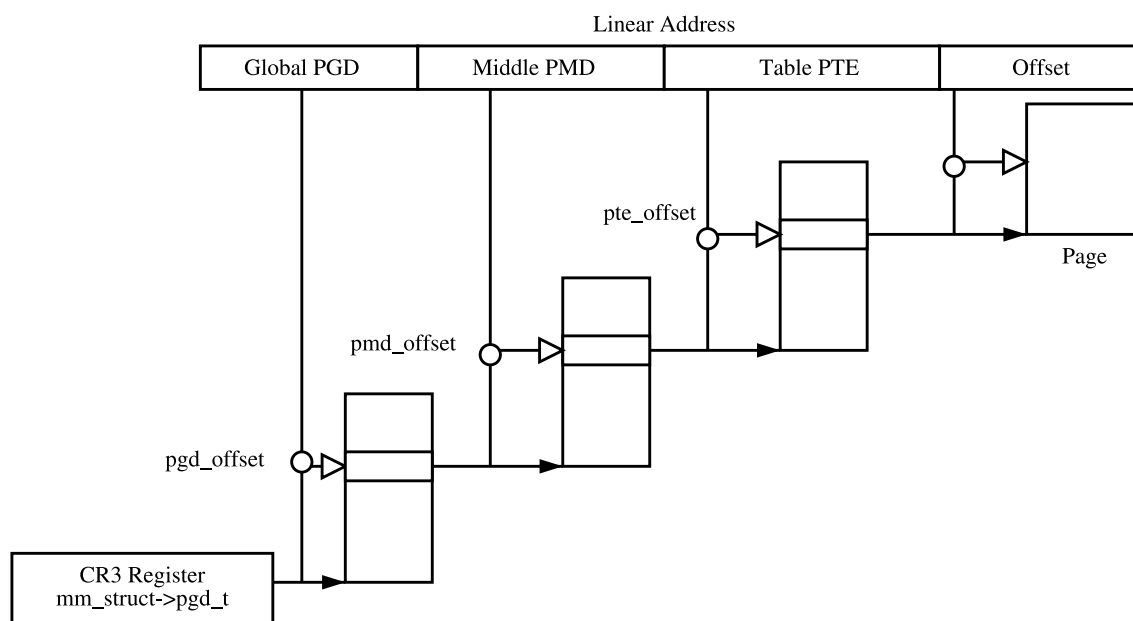 Linear Address
Global PGD
Middle PMD
Table PTE
Offset
pte_offset
Page
pmd_offset
pgd_offset
CR3 Register
mm_struct->pgd_t